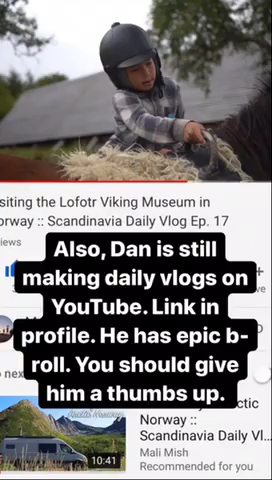 siting the Lofotr Viking Museum in
orway :: Scandinavia Daily Vlog Ep. 17
iews
Also, Dan is still
making daily vlogs on
YouTube. Link in
profile. He has epic b-
roll. You should give
him a thumbs up.
ve
nex
ctic
Norway ::
Scandinavia Daily Vl...
Mali Mish
Recommended for you
10:41